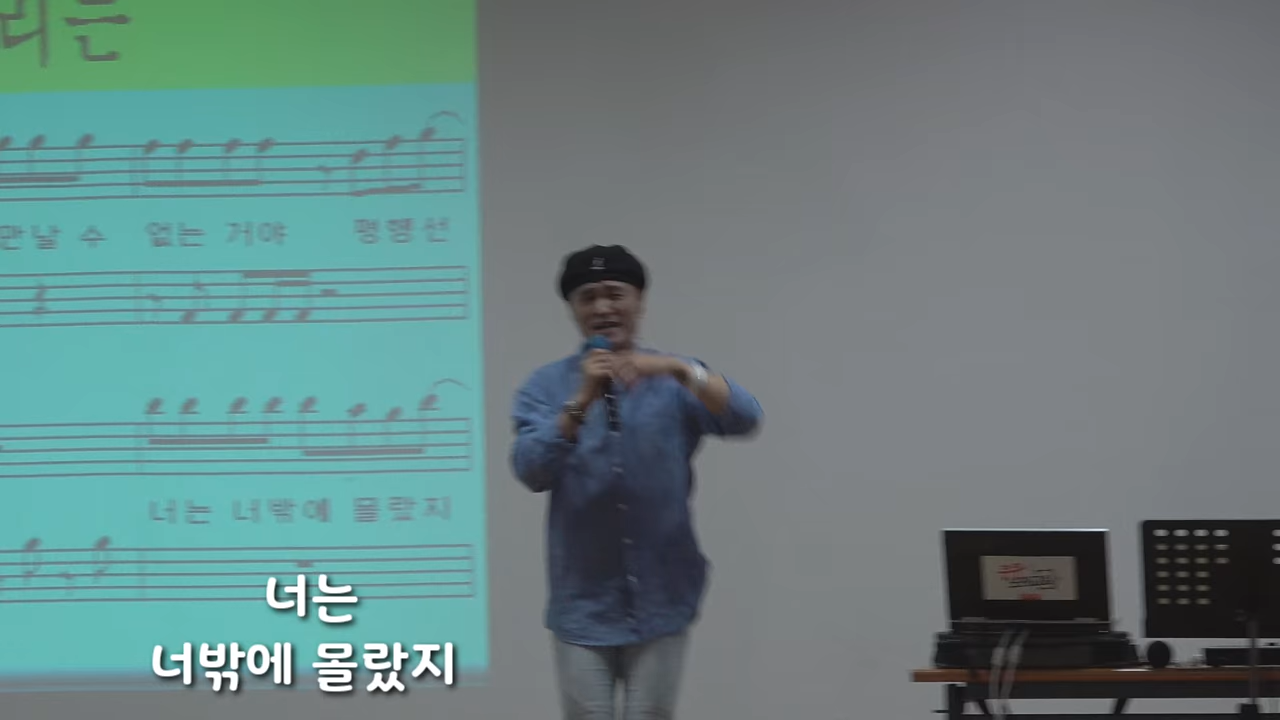 리는
만날 수 없는 거야 평행선
너는 너밖에 몰랐지
너는
너밖에 몰랐지